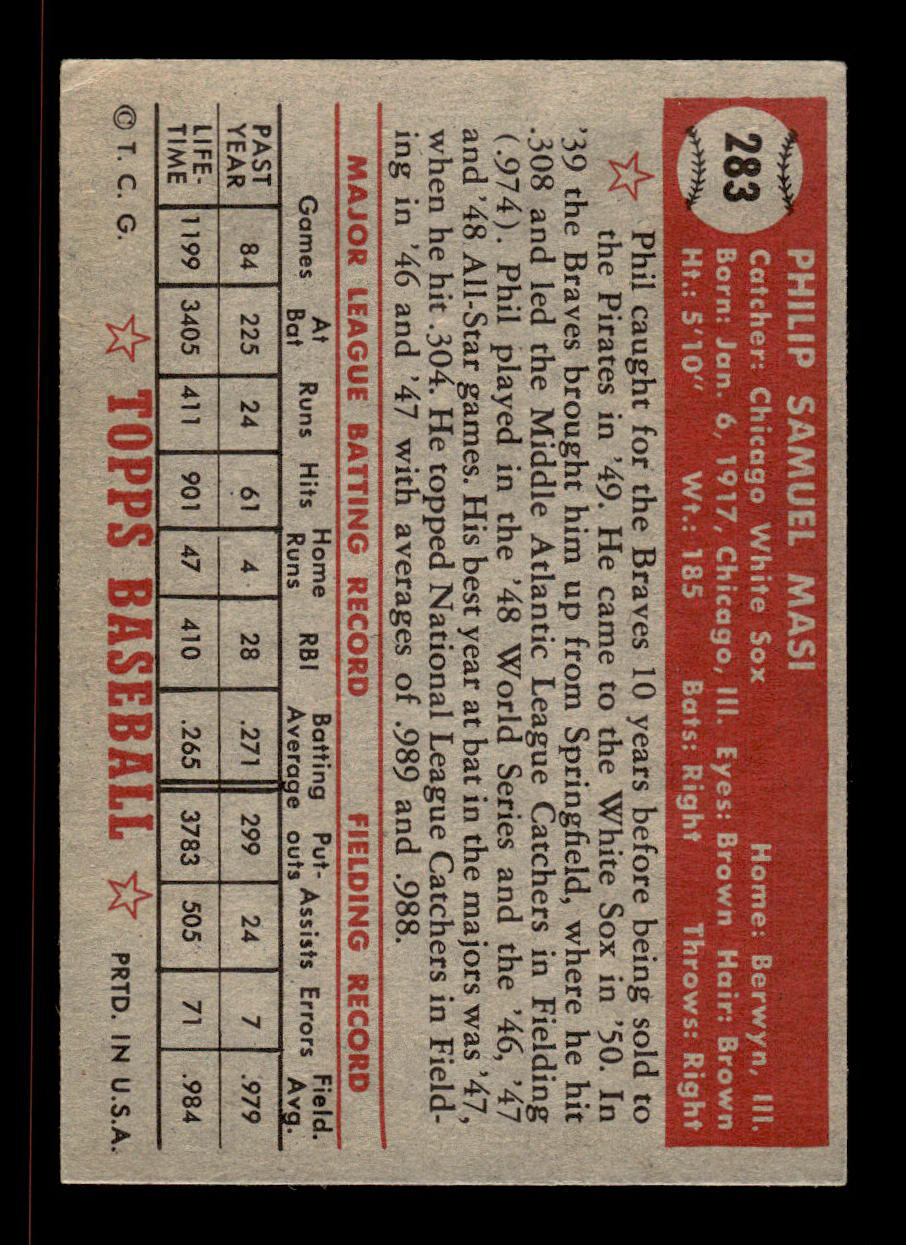 283
PHILIP SAMUEL MASI
Catcher: Chicago White Sox Home: Berwyn, Ill.
Born: Jan. 6, 1917, Chicago, Ill. Eyes: Brown Hair: Brown
Ht.: 5'10" Wt.: 185 Bats: Right Throws: Right
Phil caught for the Braves 10 years before being sold to
the Pirates in '49. He came to the White Sox in '50. In
'39 the Braves brought him up from Springfield, where he hit
.308 and led the Middle Atlantic League Catchers in Fielding
(.974). Phil played in the '48 World Series and the '46, '47
and '48 All-Star games. His best year at bat in the majors was '47,
when he hit .304. He topped National League Catchers in Field-
ing in '46 and '47 with averages of .989 and .988.
MAJOR LEAGUE BATTING RECORD FIELDING RECORD
Games At Bat Runs Hits Home Runs RBI Batting Average Put-outs Assists Errors Field. Avg.
PAST YEAR 84 225 24 61 4 28 .271 299 24 7 .979
LIFE-TIME 1199 3405 411 901 47 410 .265 3783 505 71 .984
© T. C. G. TOPPS BASEBALL PRTD. IN U.S.A.